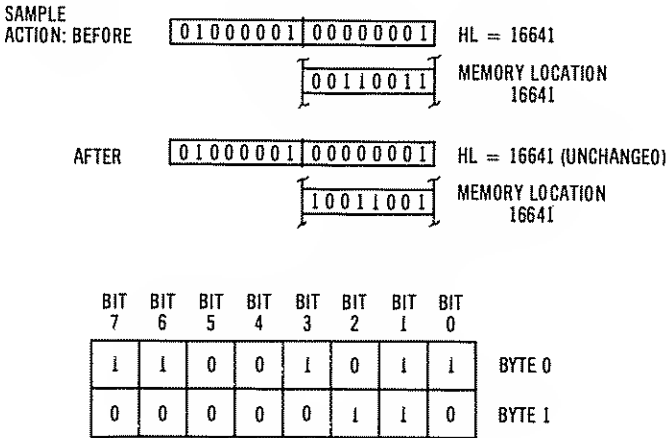 SAMPLE
ACTION: BEFORE 01000001 00000001 HL = 16641
00110011 MEMORY LOCATION
16641
AFTER 01000001 00000001 HL = 16641 (UNCHANGED)
10011001 MEMORY LOCATION
16641
BIT BIT BIT BIT BIT BIT BIT BIT
7 6 5 4 3 2 1 0
1 1 0 0 1 0 1 1 BYTE 0
0 0 0 0 0 1 1 0 BYTE 1